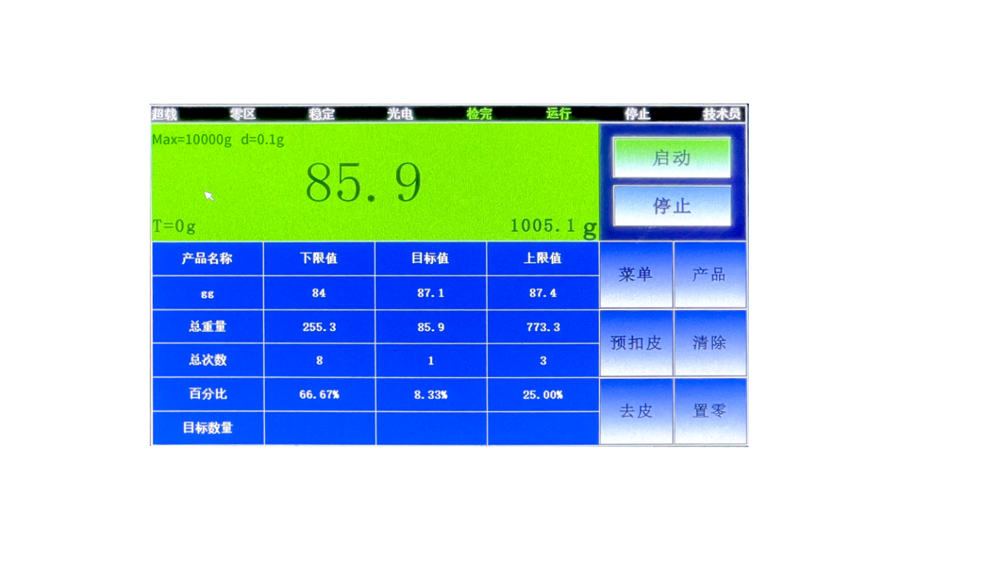 超载 零区 稳定 光电 检完 运行 停止 技术员
Max=10000g d=0.1g
85.9
T=0g
1005.1 g
启动
停止
产品名称 下限值 目标值 上限值
gg 84 87.1 87.4
总重量 255.3 85.9 773.3
总次数 8 1 3
百分比 66.67% 8.33% 25.00%
目标数量
菜单 产品
预扣皮 清除
去皮 置零